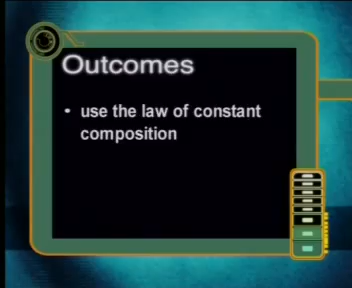 Outcomes
• use the law of constant
composition